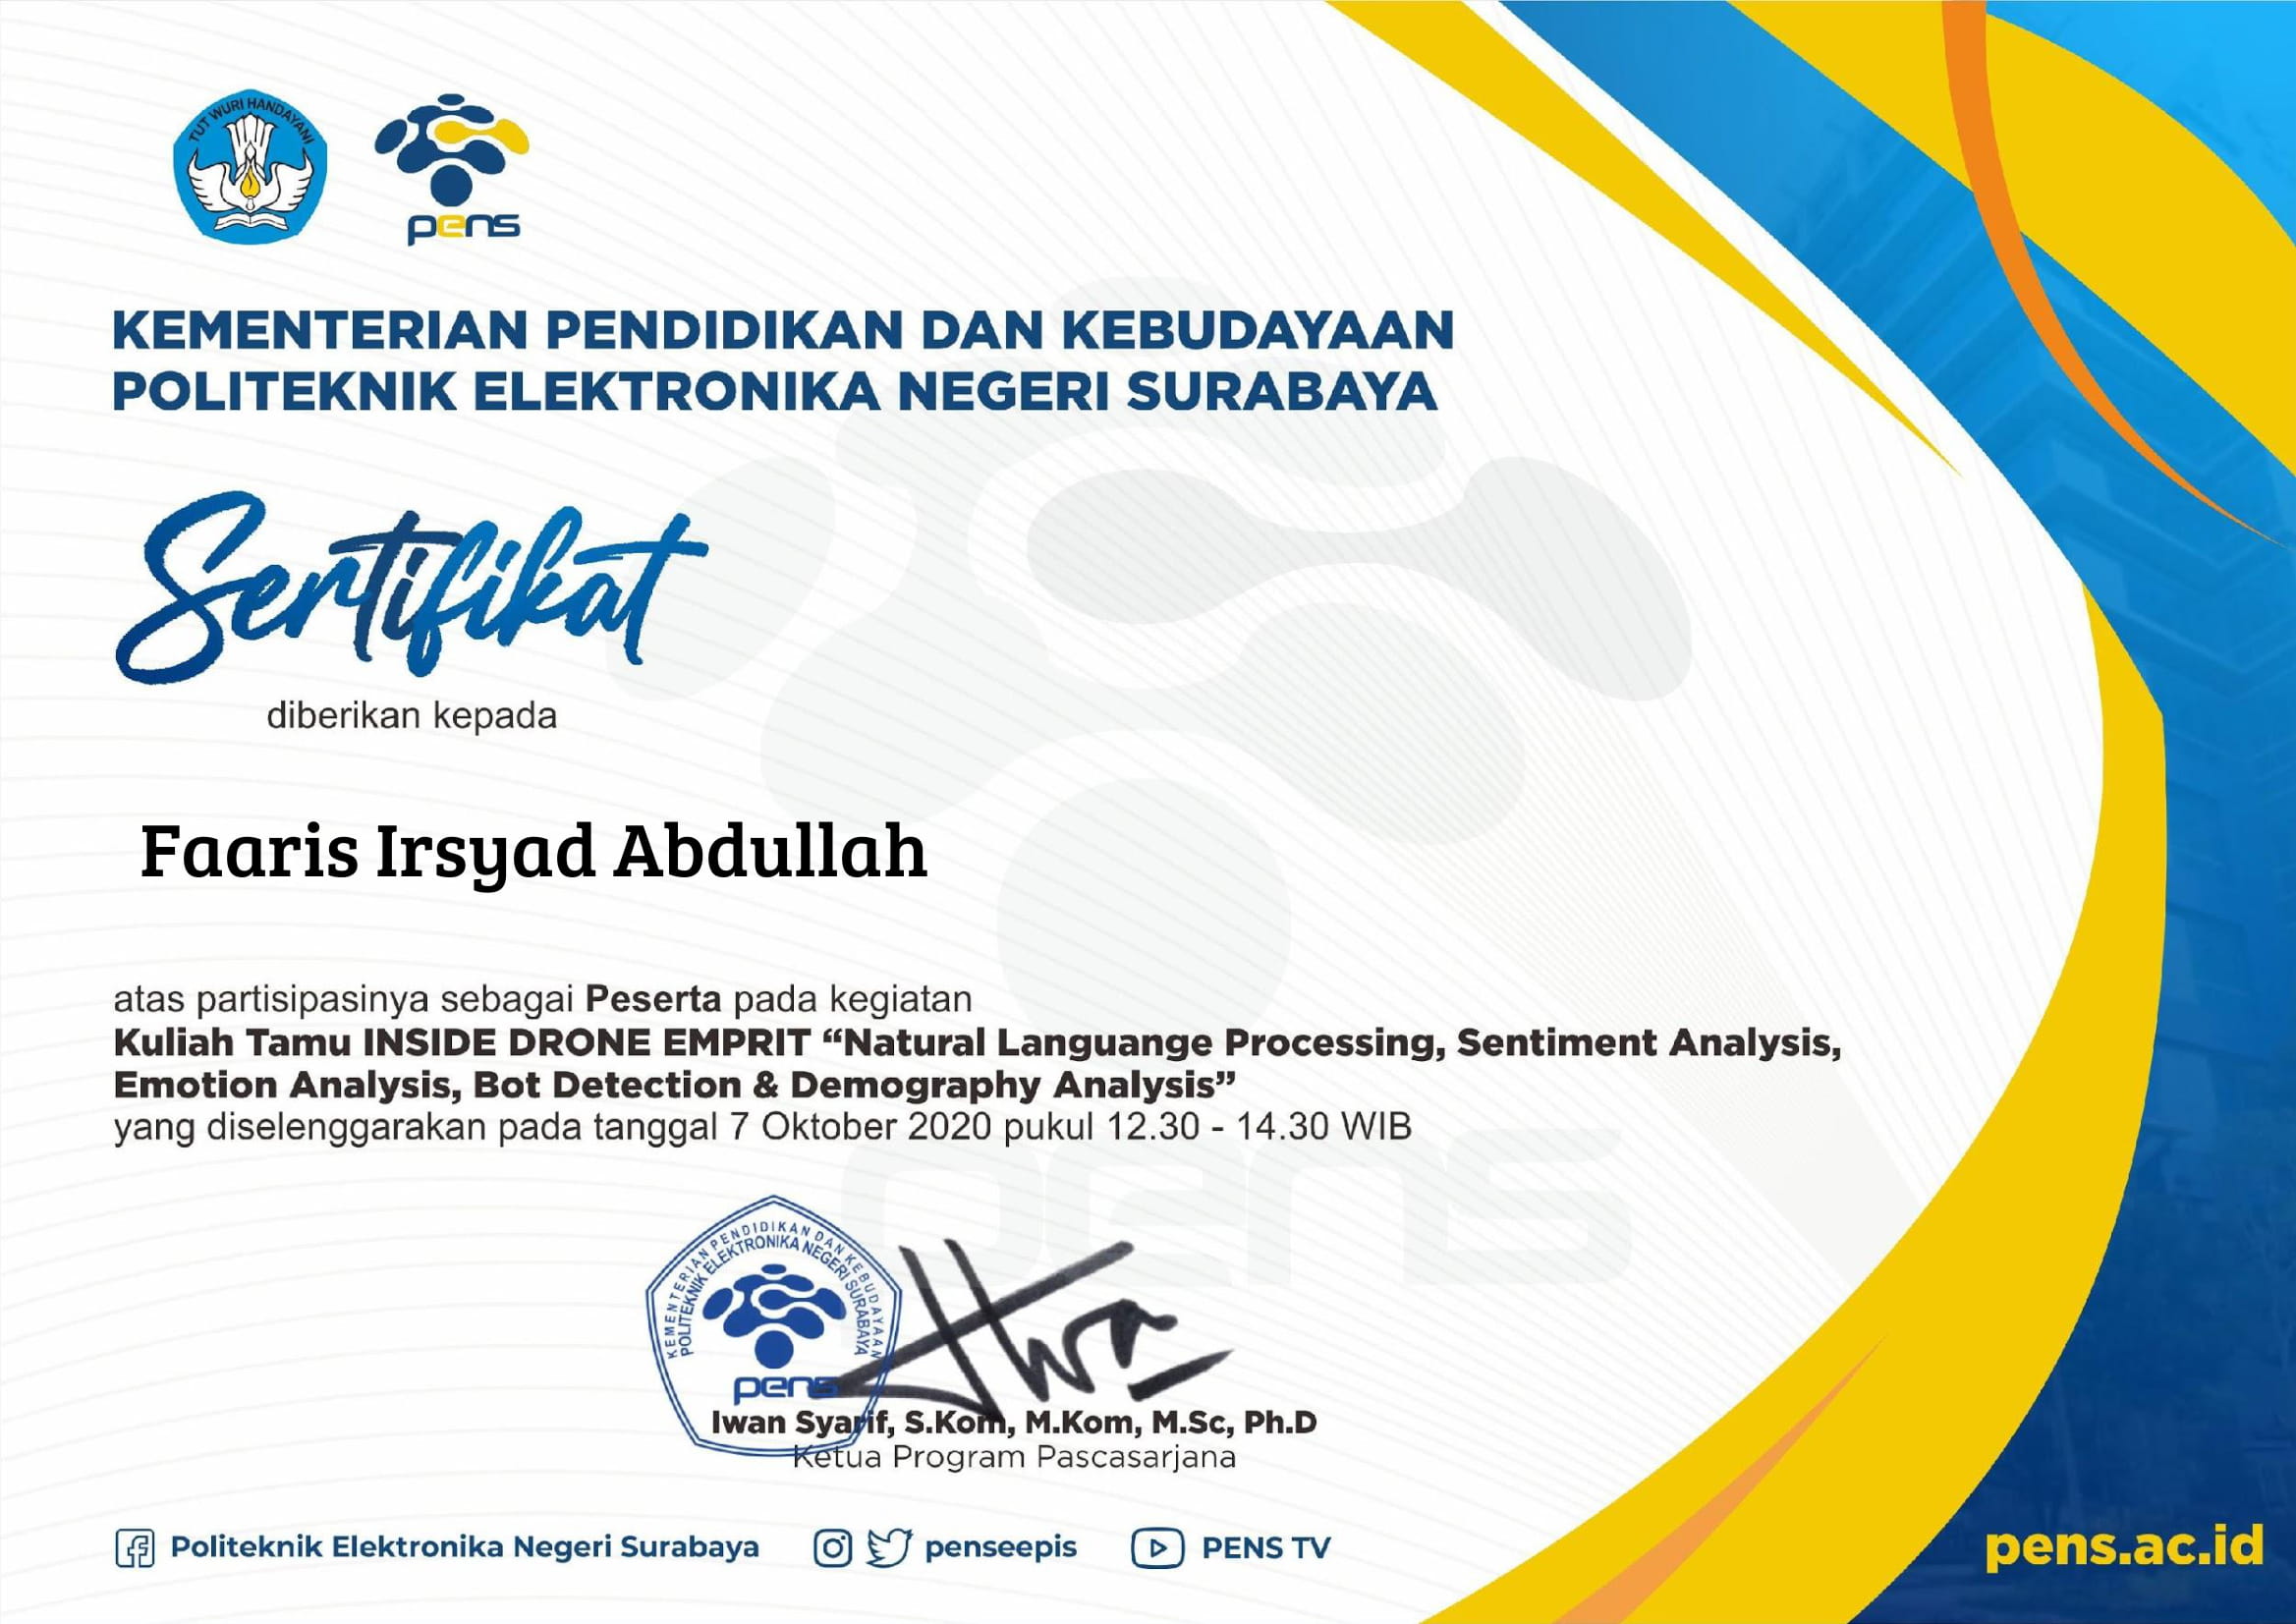 TUT WURI HANDAYANI
pens
KEMENTERIAN PENDIDIKAN DAN KEBUDAYAAN
POLITEKNIK ELEKTRONIKA NEGERI SURABAYA
Sertifikat
diberikan kepada
Faaris Irsyad Abdullah
atas partisipasinya sebagai Peserta pada kegiatan
Kuliah Tamu INSIDE DRONE EMPRIT “Natural Languange Processing, Sentiment Analysis,
Emotion Analysis, Bot Detection & Demography Analysis”
yang diselenggarakan pada tanggal 7 Oktober 2020 pukul 12.30 - 14.30 WIB
pens
KEMENTERIAN PENDIDIKAN DAN KEBUDAYAAN
POLITEKNIK ELEKTRONIKA NEGERI SURABAYA
pens
Iwan Syarif, S.Kom, M.Kom, M.Sc, Ph.D
Ketua Program Pascasarjana
Politeknik Elektronika Negeri Surabaya
penseepis
PENS TV
pens.ac.id